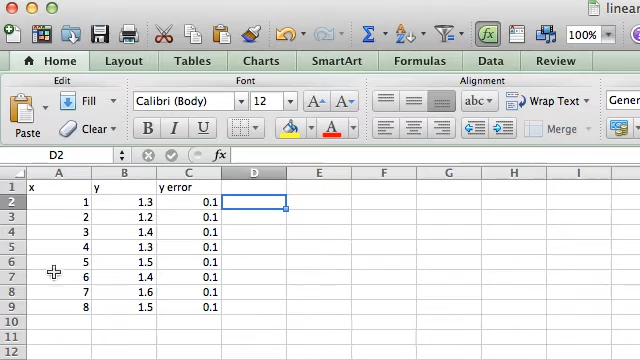 linear
100%
Home Layout Tables Charts SmartArt Formulas Data Review
Edit Font Alignment
Paste Fill Calibri (Body) 12 A A abc Wrap Text Gener
Clear B I U A Merge
D2 fx
A B C D E F G H I
1 x y y error
2 1 1.3 0.1
3 2 1.2 0.1
4 3 1.4 0.1
5 4 1.3 0.1
6 5 1.5 0.1
7 6 1.4 0.1
8 7 1.6 0.1
9 8 1.5 0.1
10
11
12